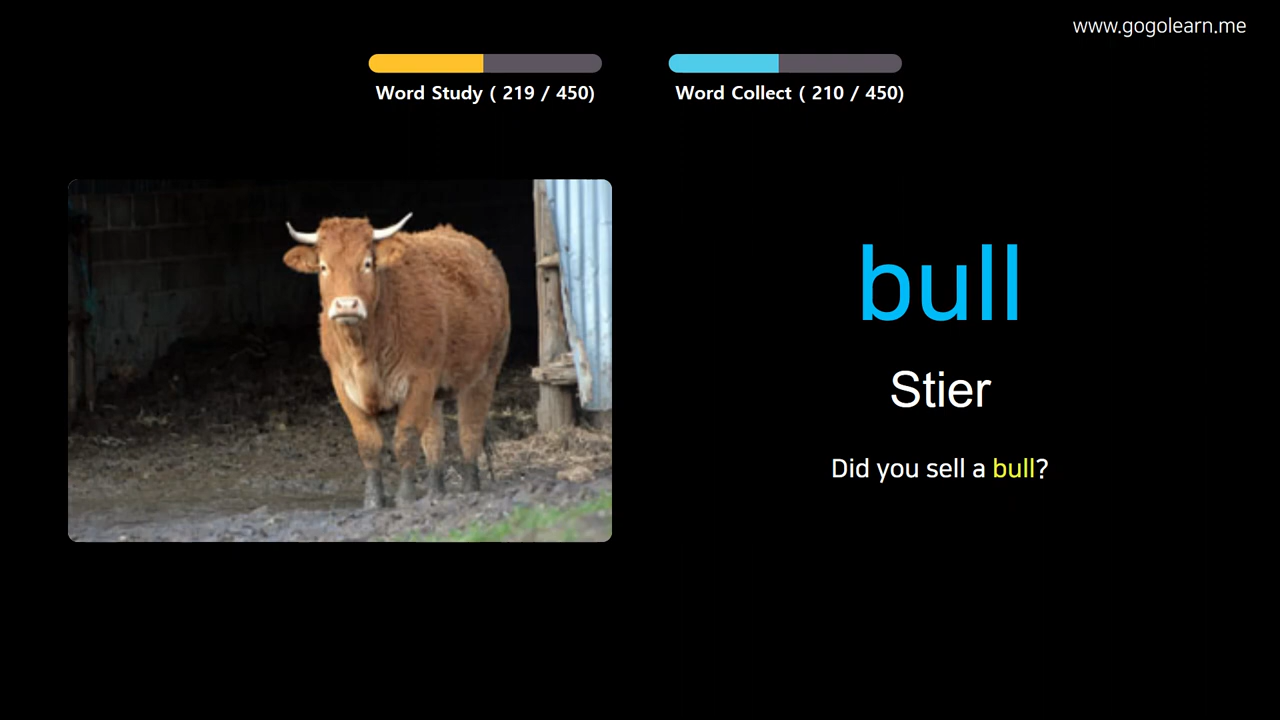 www.gogolearn.me
Word Study ( 219 / 450)
Word Collect ( 210 / 450)
bull
Stier
Did you sell a bull?